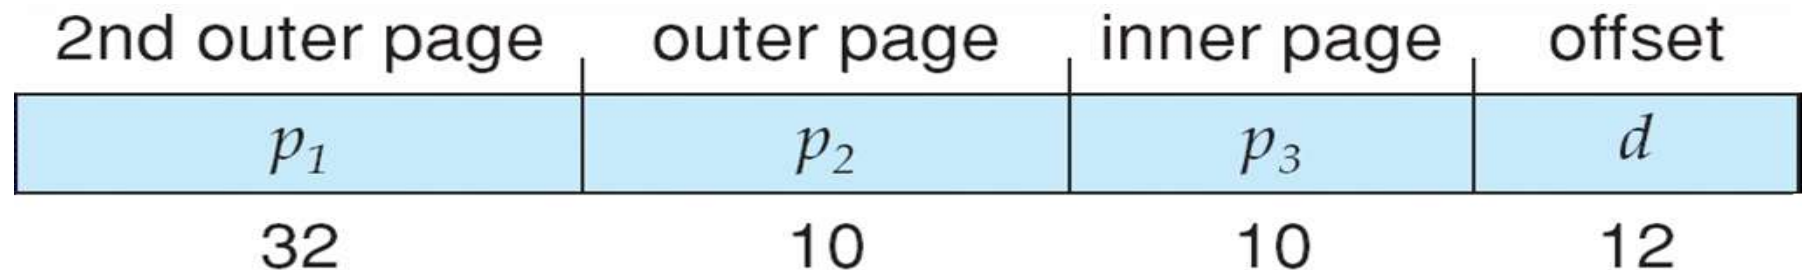 2nd outer page outer page inner page offset
p₁ p₂ p₃ d
32 10 10 12